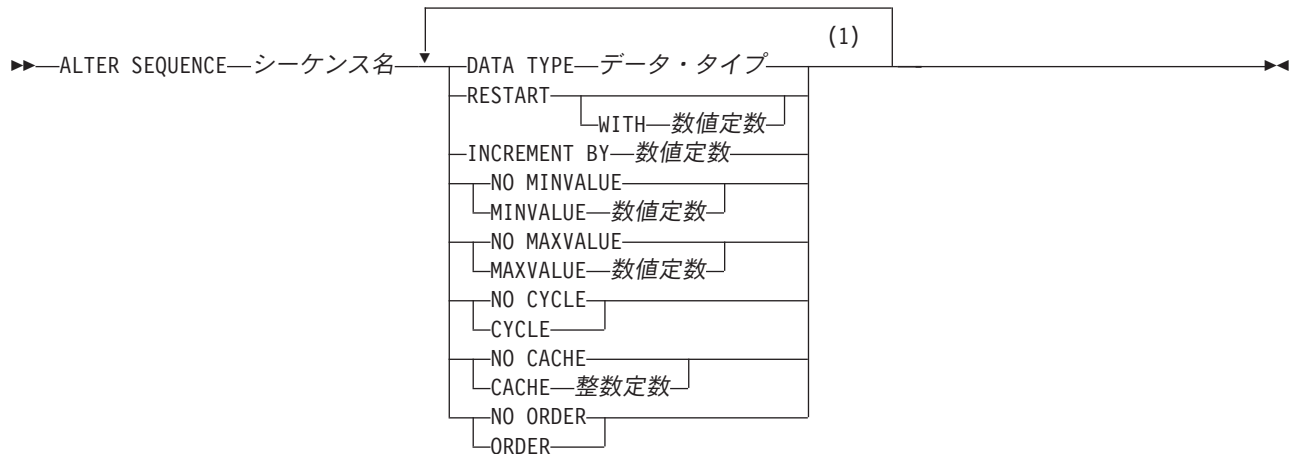 (1)
ALTER SEQUENCE シーケンス名 DATA TYPE データ・タイプ
RESTART
WITH 数値定数
INCREMENT BY 数値定数
NO MINVALUE
MINVALUE 数値定数
NO MAXVALUE
MAXVALUE 数値定数
NO CYCLE
CYCLE
NO CACHE
CACHE 整数定数
NO ORDER
ORDER